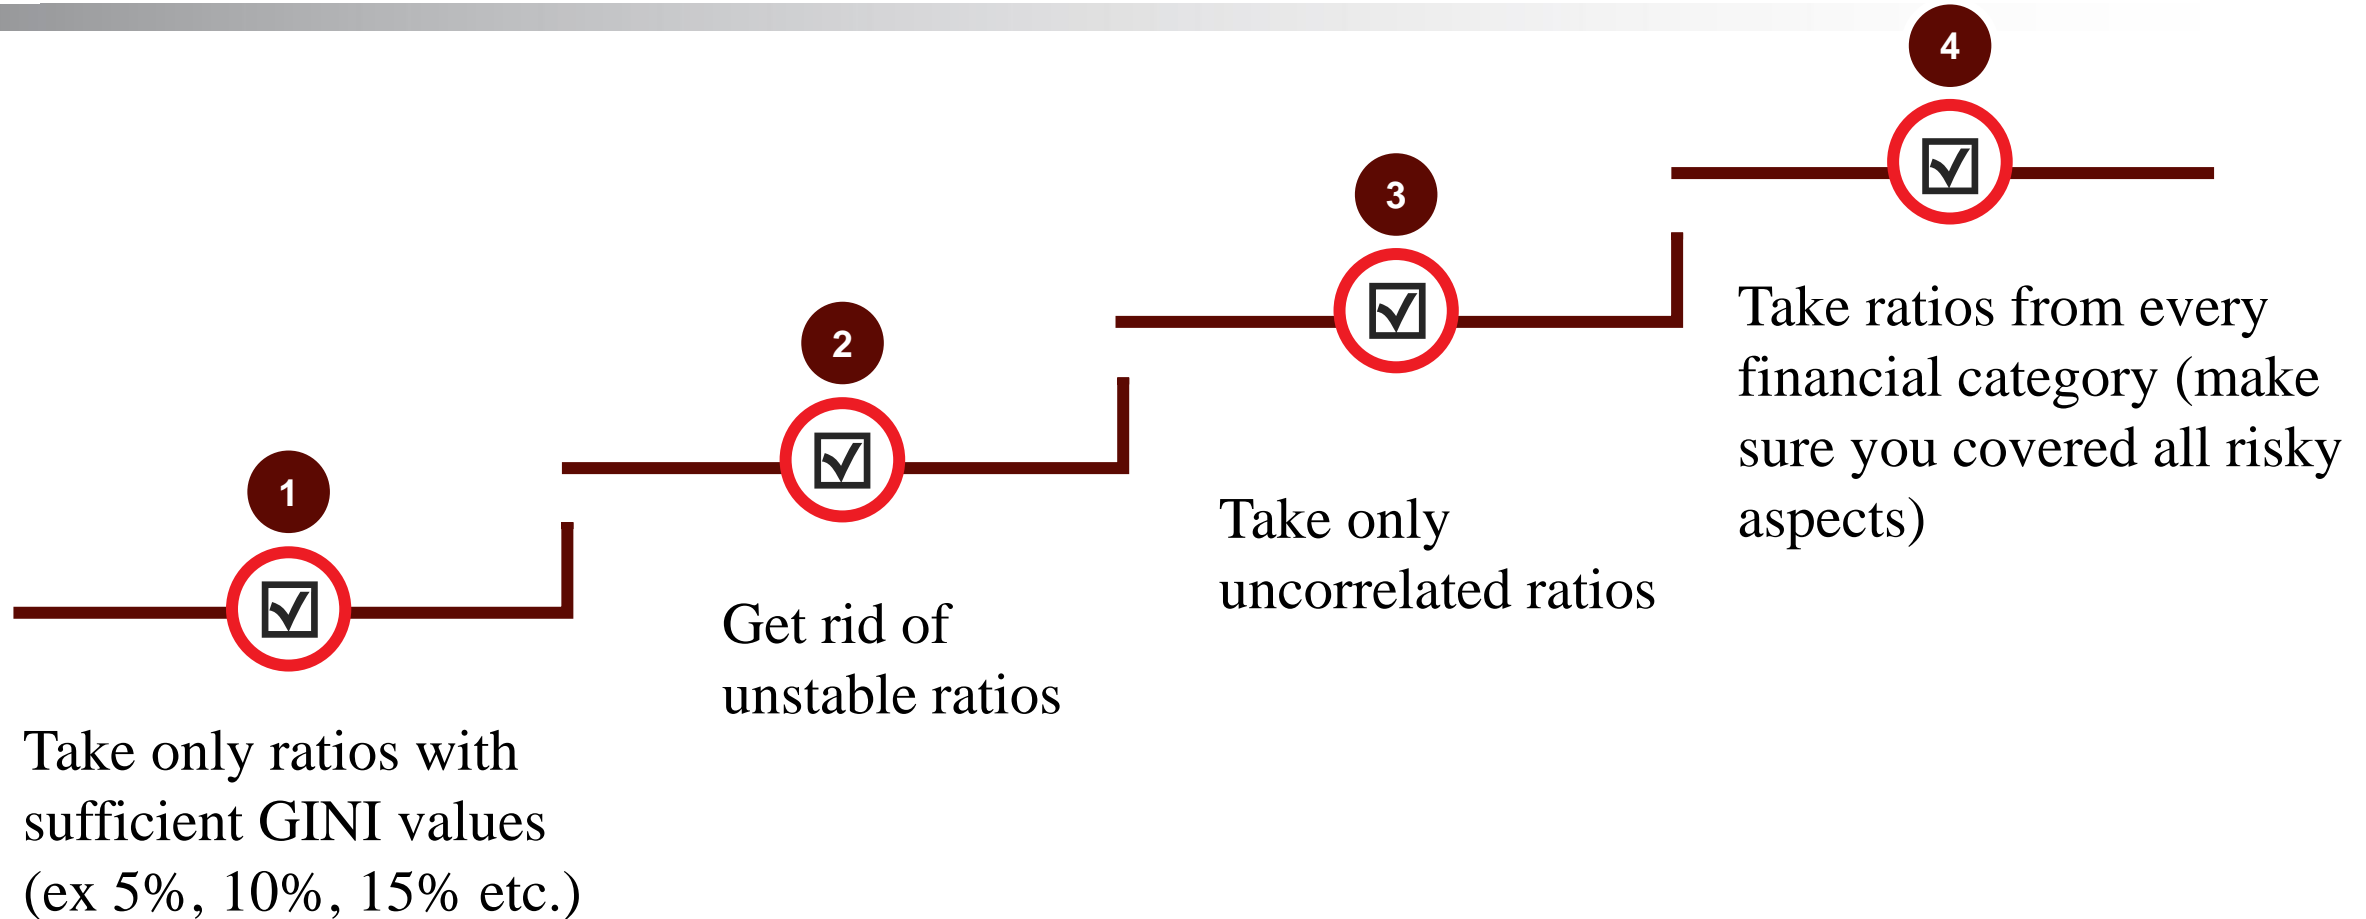 1
Take only ratios with
sufficient GINI values
(ex 5%, 10%, 15% etc.)
2
Get rid of
unstable ratios
3
Take only
uncorrelated ratios
4
Take ratios from every
financial category (make
sure you covered all risky
aspects)